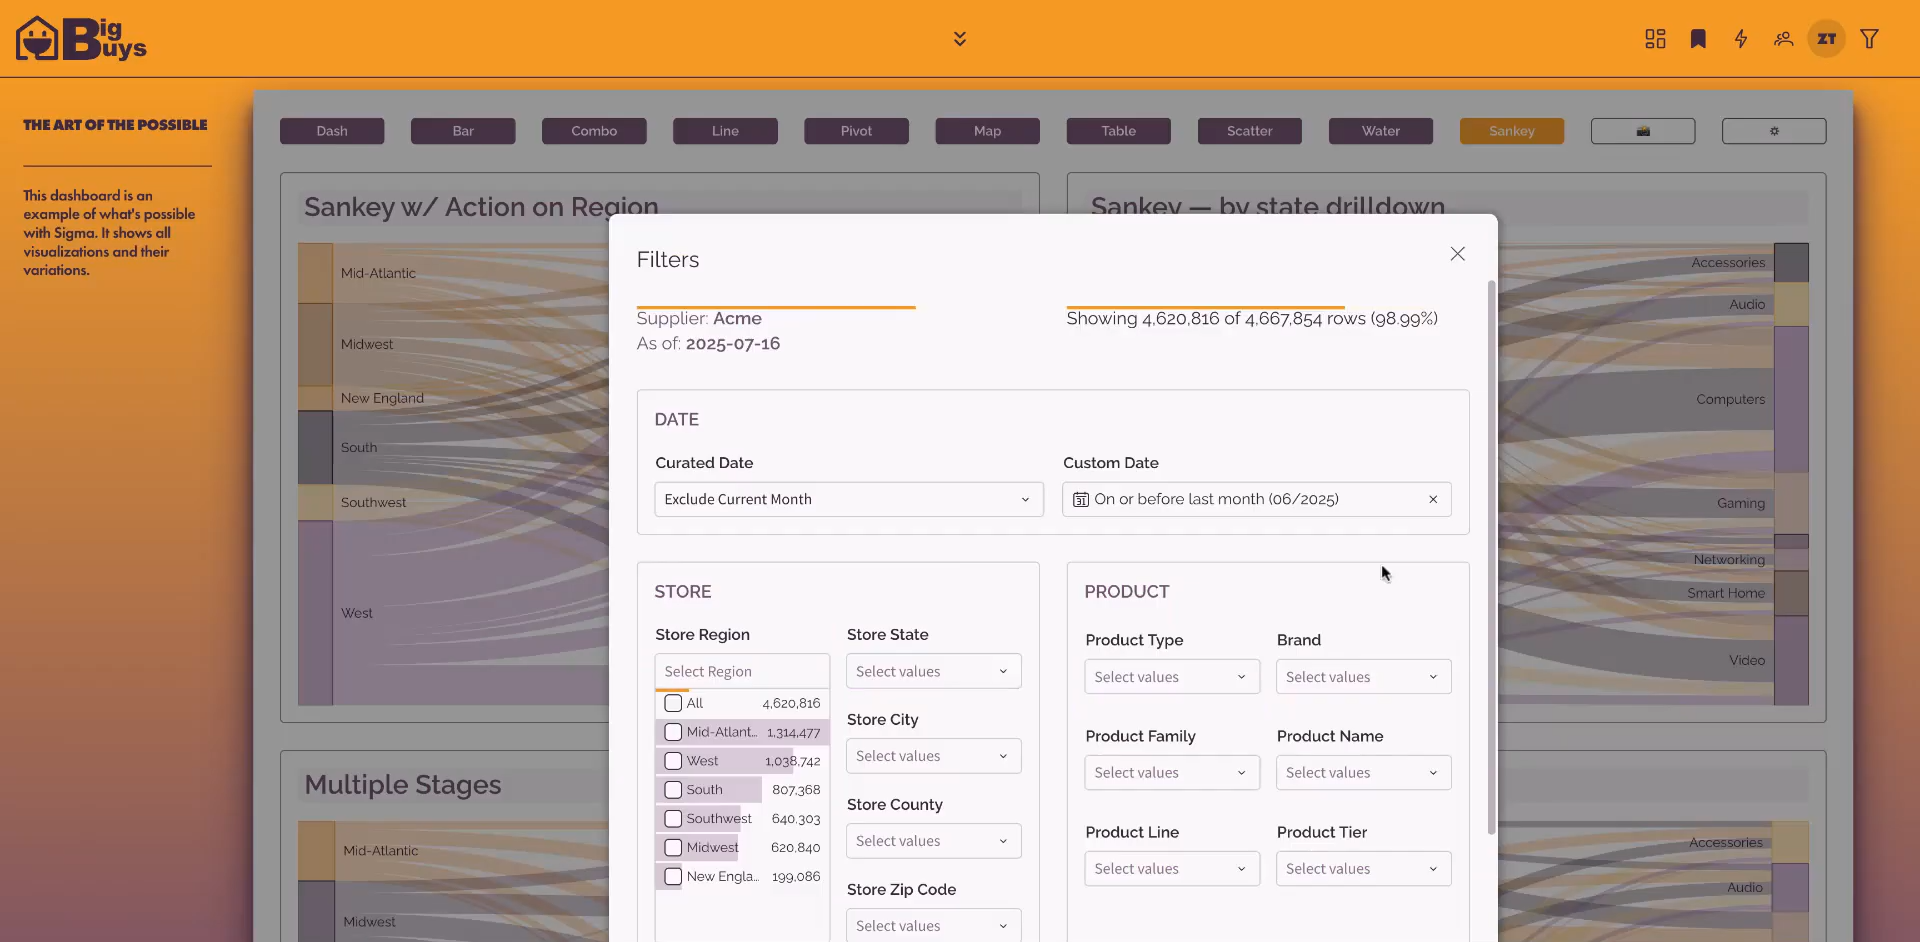 Big Buys
ZT
THE ART OF THE POSSIBLE
This dashboard is an
example of what's possible
with Sigma. It shows all
visualizations and their
variations.
Dash
Bar
Combo
Line
Pivot
Map
Table
Scatter
Water
Sankey
Sankey w/ Action on Region
Mid-Atlantic
Midwest
New England
South
Southwest
West
Sankey — by state drilldown
Accessories
Audio
Computers
Gaming
Networking
Smart Home
Video
Multiple Stages
Mid-Atlantic
Midwest
Accessories
Audio
Filters
Supplier: Acme
As of: 2025-07-16
Showing 4,620,816 of 4,667,854 rows (98.99%)
DATE
Curated Date
Exclude Current Month
Custom Date
31 On or before last month (06/2025)
STORE
Store Region
Select Region
All 4,620,816
Mid-Atlant... 1,314,477
West 1,038,742
South 807,368
Southwest 640,303
Midwest 620,840
New Engla... 199,086
Store State
Select values
Store City
Select values
Store County
Select values
Store Zip Code
Select values
PRODUCT
Product Type
Select values
Brand
Select values
Product Family
Select values
Product Name
Select values
Product Line
Select values
Product Tier
Select values